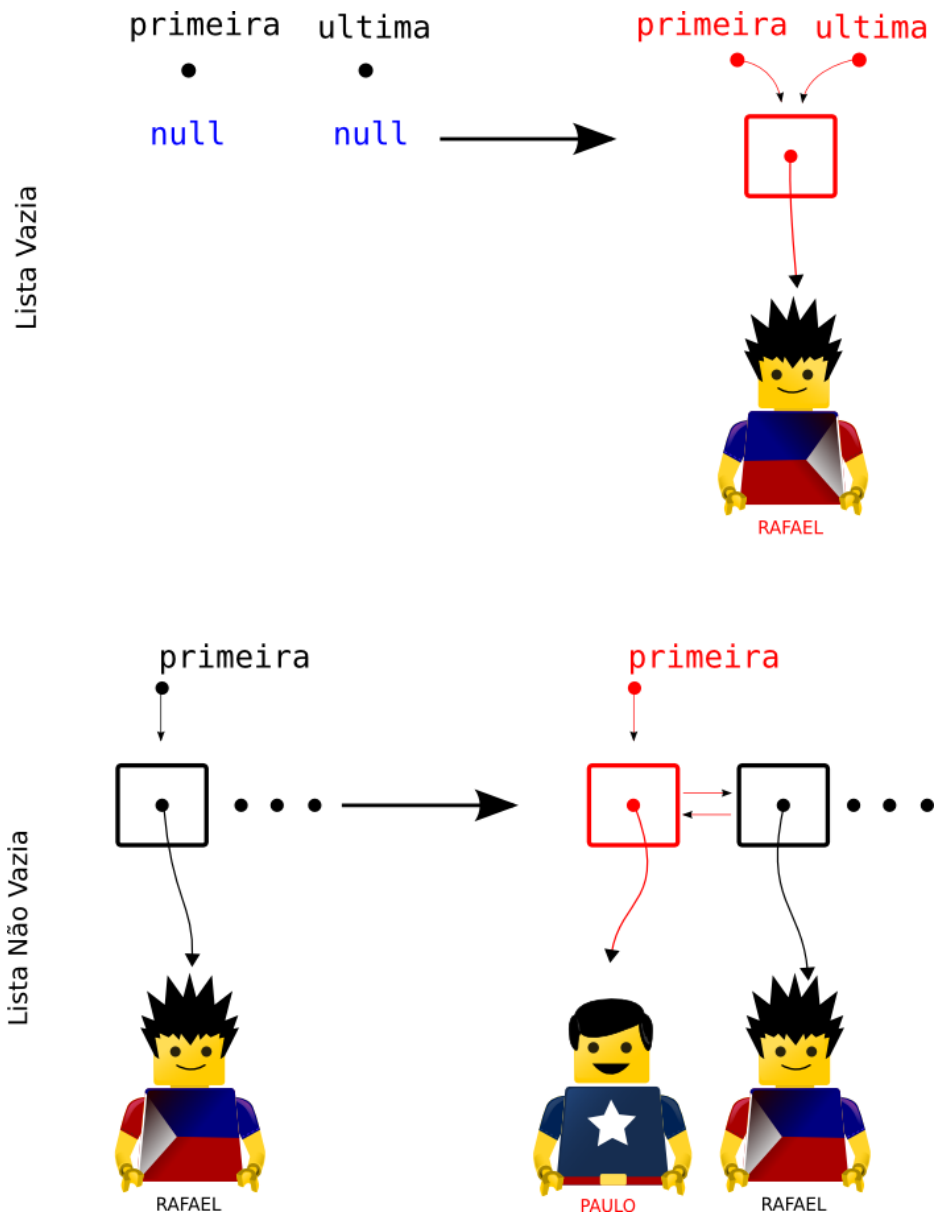 primeira ultima
null null
primeira ultima
Lista Vazia
RAFAEL
primeira
primeira
Lista Não Vazia
RAFAEL
PAULO
RAFAEL